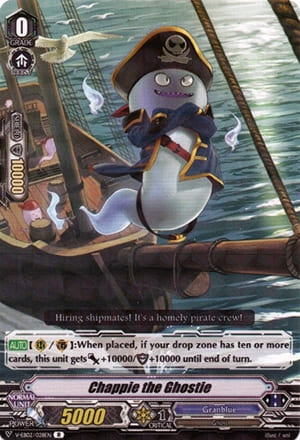 0
GRADE
BOOST
SHIELD 10000
Hiring shipmates! It's a homely pirate crew!
AUTO【 / 】:When placed, if your drop zone has ten or more
cards, this unit gets +10000/ +10000 until end of turn.
Chappie the Ghostie
NORMAL UNIT
5000
1
CRITICAL
Granblue
Ghost
V-EB02/028EN R